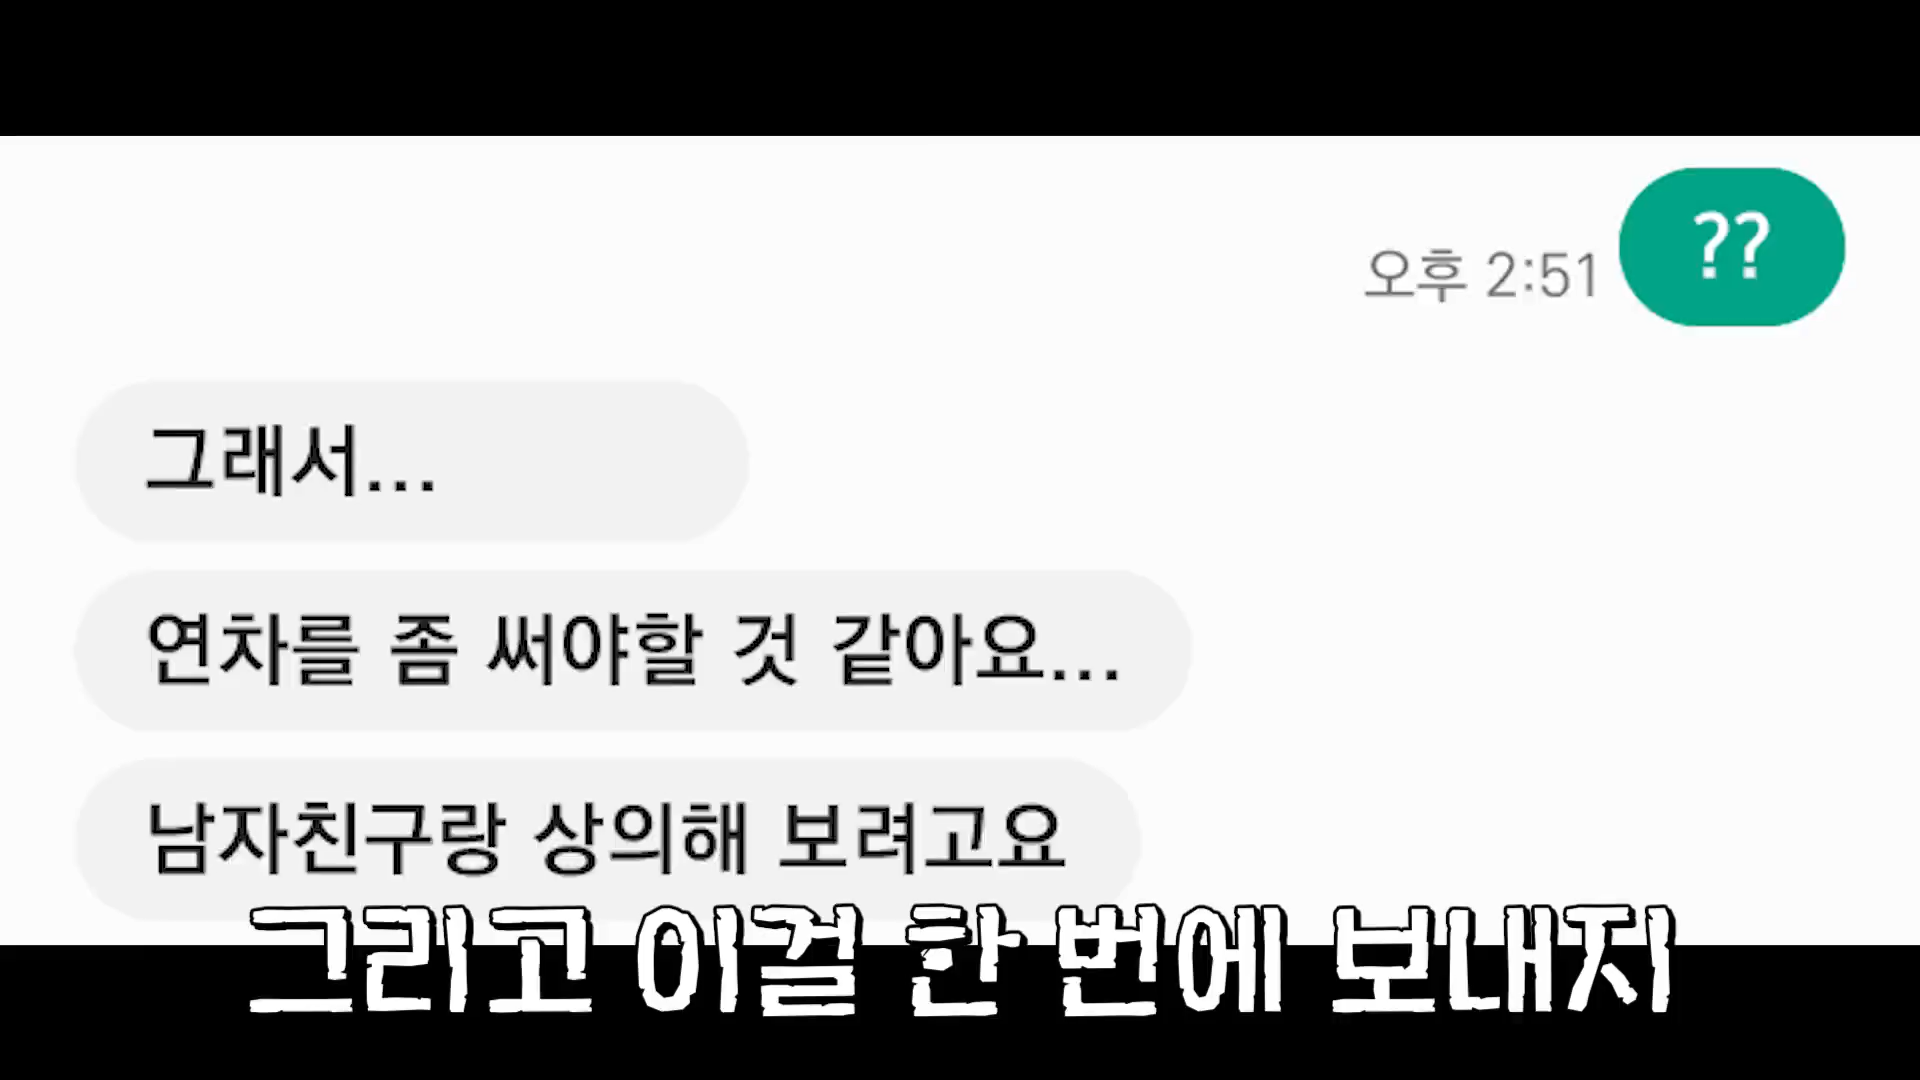 ??
오후 2:51
그래서...
연차를 좀 써야할 것 같아요...
남자친구랑 상의해 보려고요
그리고 이걸 한 번에 보내지